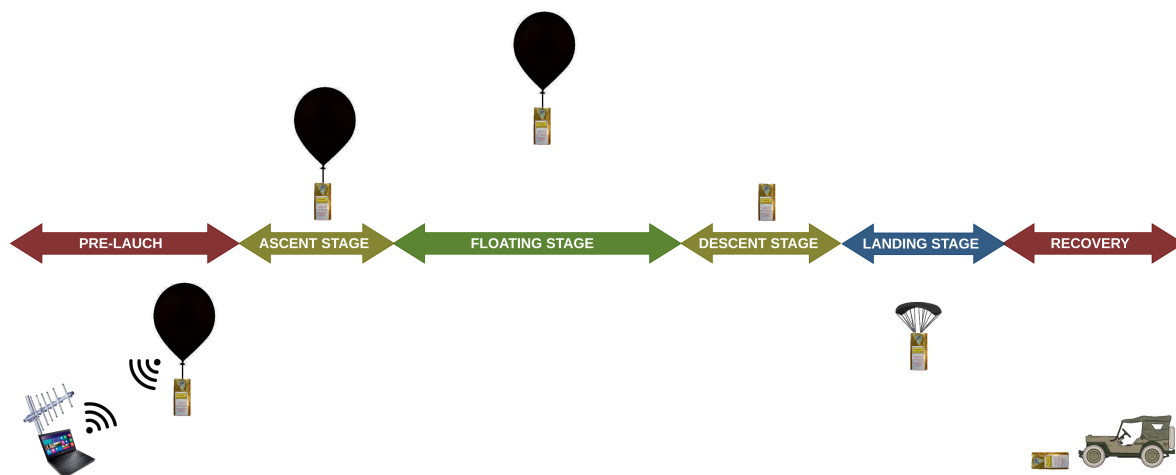 PRE-LAUCH
ASCENT STAGE
FLOATING STAGE
DESCENT STAGE
LANDING STAGE
RECOVERY